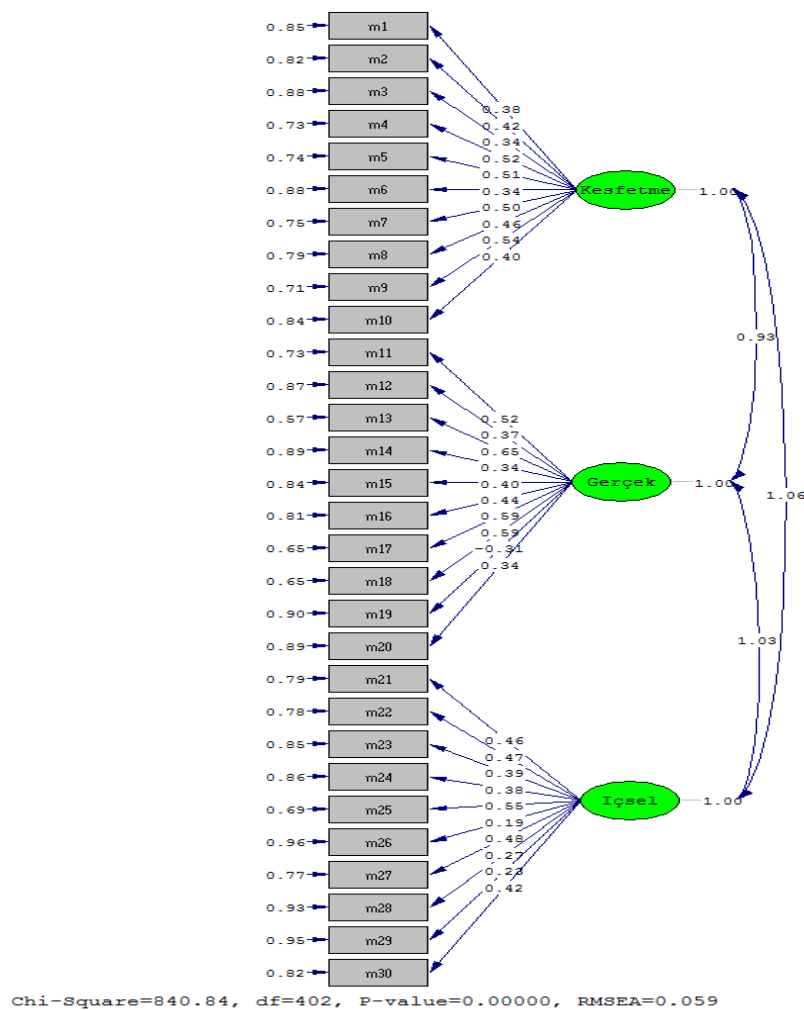 0.85 m1
0.82 m2
0.88 m3
0.73 m4
0.74 m5
0.88 m6
0.75 m7
0.79 m8
0.71 m9
0.84 m10
0.73 m11
0.87 m12
0.57 m13
0.89 m14
0.84 m15
0.81 m16
0.65 m17
0.65 m18
0.90 m19
0.89 m20
0.79 m21
0.78 m22
0.85 m23
0.86 m24
0.69 m25
0.96 m26
0.77 m27
0.93 m28
0.95 m29
0.82 m30
0.38
0.42
0.34
0.52
0.51
0.34
0.50
0.46
0.54
0.40
Kesfetme 1.00
0.52
0.37
0.65
0.34
0.40
0.44
0.59
0.59
-0.31
0.34
Gerçek 1.00
0.46
0.47
0.39
0.38
0.55
0.19
0.48
0.27
0.23
0.42
Içsel 1.00
0.93
1.06
1.03
Chi-Square=840.84, df=402, P-value=0.00000, RMSEA=0.059